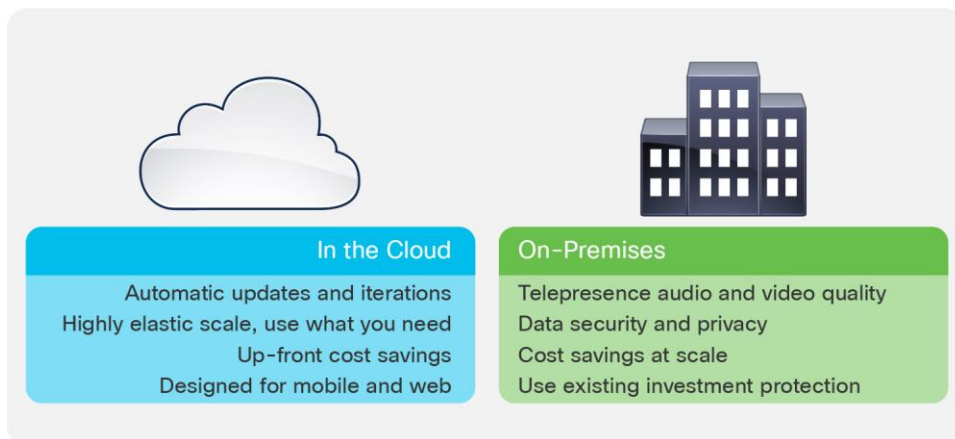 In the Cloud
Automatic updates and iterations
Highly elastic scale, use what you need
Up-front cost savings
Designed for mobile and web
On-Premises
Telepresence audio and video quality
Data security and privacy
Cost savings at scale
Use existing investment protection